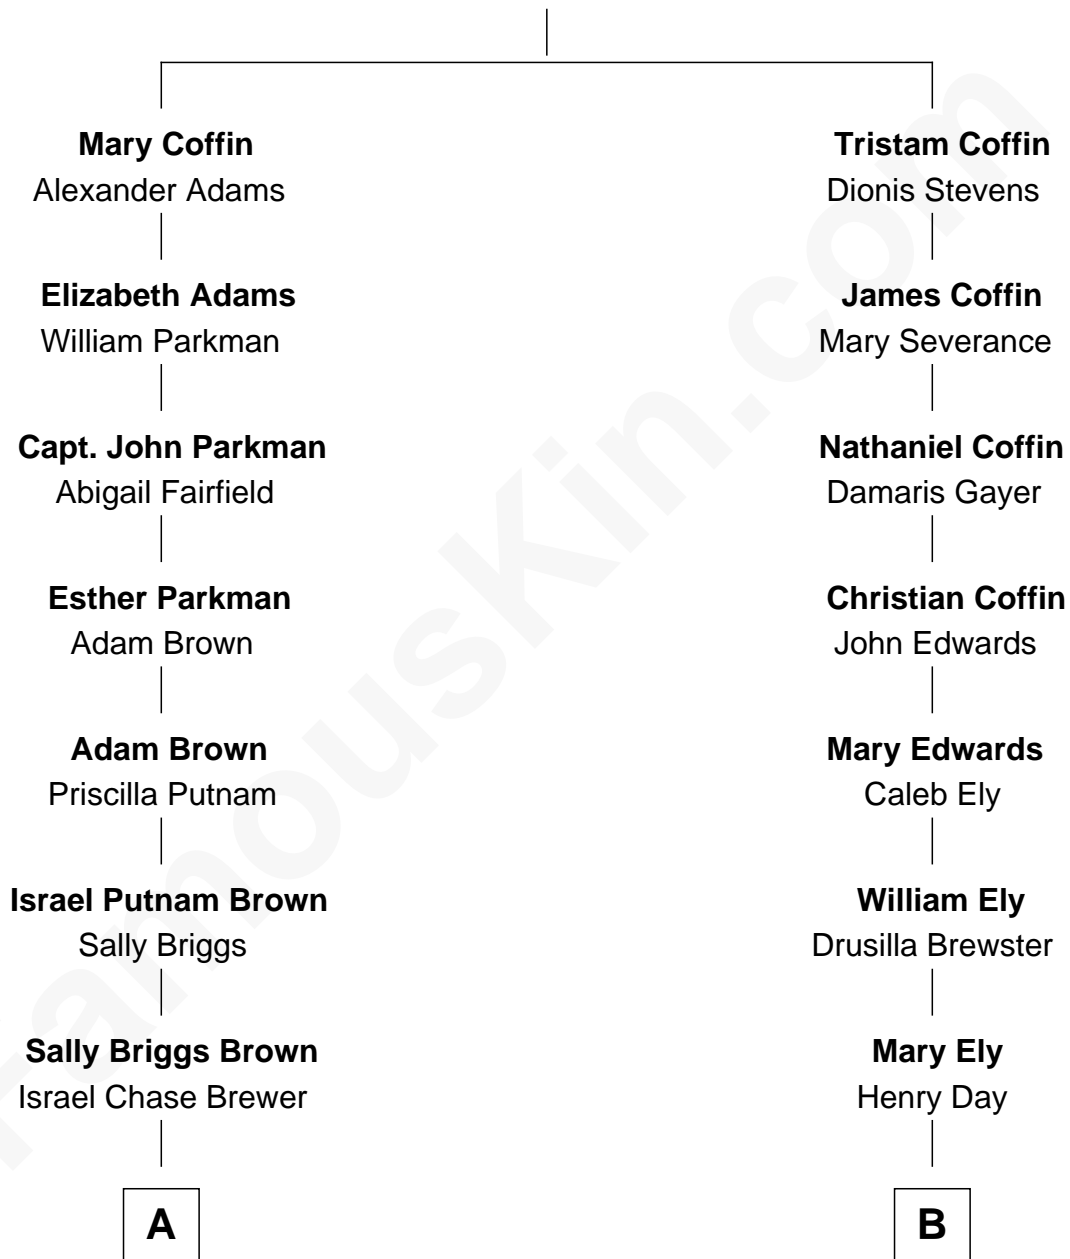 Mary Coffin
Alexander Adams
Elizabeth Adams
William Parkman
Capt. John Parkman
Abigail Fairfield
Esther Parkman
Adam Brown
Adam Brown
Priscilla Putnam
Israel Putnam Brown
Sally Briggs
Sally Briggs Brown
Israel Chase Brewer
A
Tristam Coffin
Dionis Stevens
James Coffin
Mary Severance
Nathaniel Coffin
Damaris Gayer
Christian Coffin
John Edwards
Mary Edwards
Caleb Ely
William Ely
Drusilla Brewster
Mary Ely
Henry Day
B
FamousKin.com